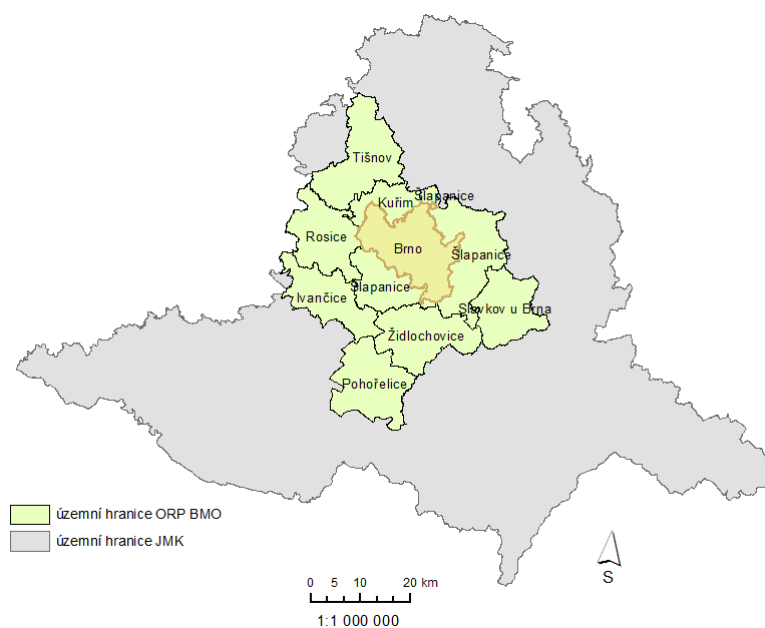 Tišnov
Šlapanice
Kuřim
Rosice
Brno
Šlapanice
Šlapanice
Ivančice
Slavkov u Brna
Židlochovice
Pohořelice
územní hranice ORP BMO
územní hranice JMK
S
0 5 10 20 km
1:1 000 000